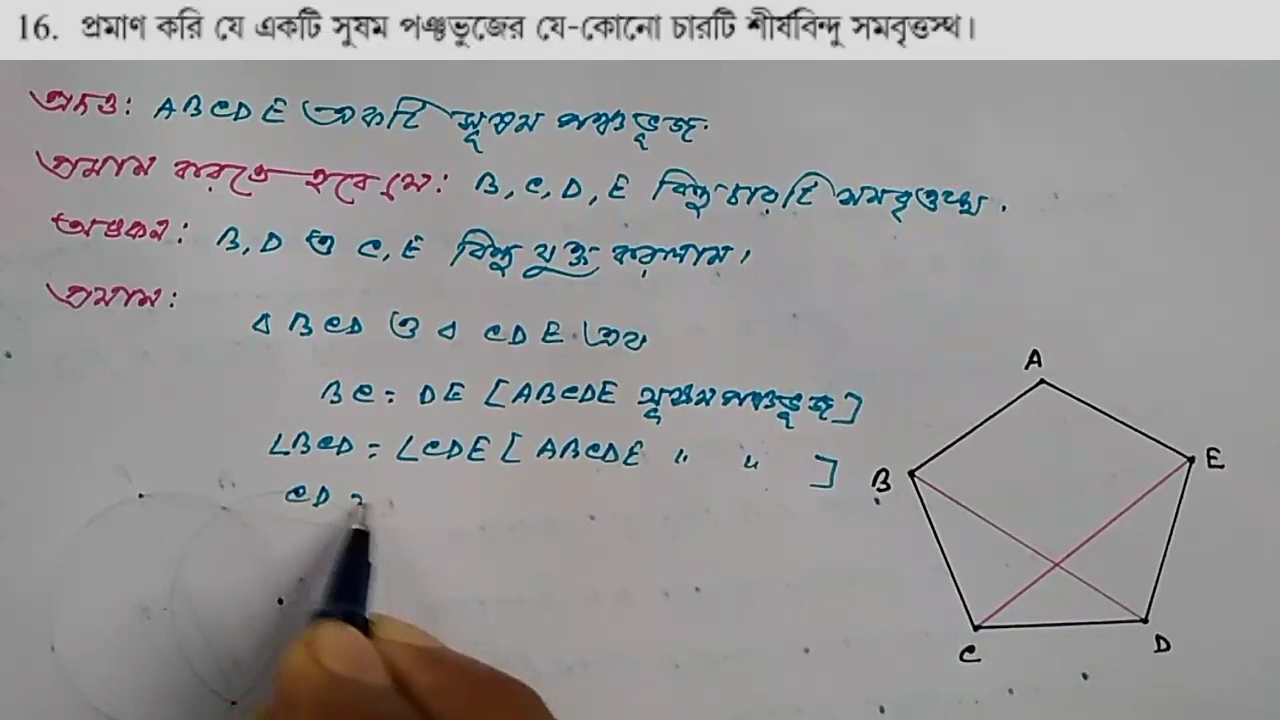 16. প্রমাণ করি যে একটি সুষম পঞ্চভুজের যে-কোনো চারটি শীর্ষবিন্দু সমবৃত্তস্থ।
প্রদত্ত: ABCDE একটি সুষম পঞ্চভুজ.
প্রমান করতে হবে যে: B, C, D, E বিন্দু চারটি সমবৃত্তস্থ.
অঙ্কন: B, D ও C, E বিন্দু যুক্ত করলাম।
প্রমান:
Δ BCD ও Δ CDE এর
BC = DE [ABCDE সুষম পঞ্চভুজ]
∠BCD = ∠CDE [ABCDE " " ]
CD =
A
B
E
C
D